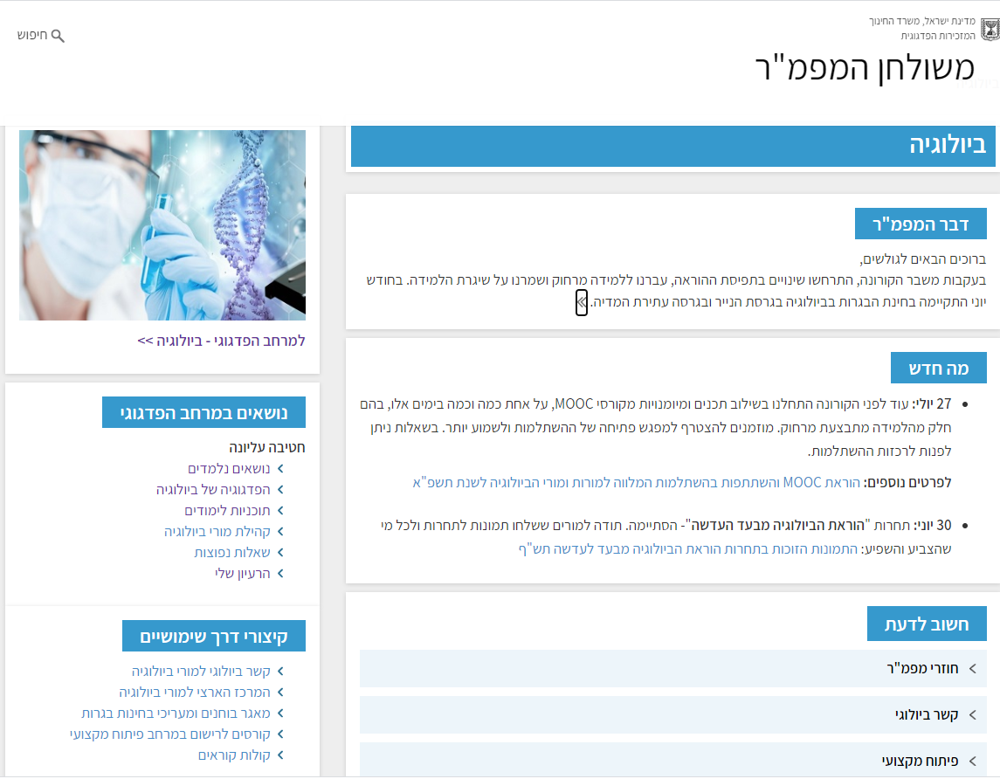 מדינת ישראל, משרד החינוך
המזכירות הפדגוגית
משולחן המפמ"ר
חיפוש
ביולוגיה
דבר המפמ"ר
ברוכים הבאים לגולשים,
בעקבות משבר הקורונה, התרחשו שינויים בתפיסת ההוראה, עברנו ללמידה מרחוק ושמרנו על שיגרת הלמידה. בחודש
יוני התקיימה בחינת הבגרות בביולוגיה בגרסת הנייר ובגרסה עתירת המדיה.
מה חדש
27 יולי: עוד לפני הקורונה התחלנו בשילוב תכנים ומיומנויות מקורסי MOOC, על אחת כמה וכמה בימים אלו, בהם
חלק מהלמידה מתבצעת מרחוק. מוזמנים להצטרף למפגש פתיחה של ההשתלמות ולשמוע יותר. בשאלות ניתן
לפנות לרכזות ההשתלמות.
לפרטים נוספים: הוראת MOOC והשתתפות בהשתלמות המלווה למורות ומורי הביולוגיה לשנת תשפ"א
30 יוני: תחרות "הוראת הביולוגיה מבעד העדשה"- הסתיימה. תודה למורים ששלחו תמונות לתחרות ולכל מי
שהצביע והשפיע: התמונות הזוכות בתחרות הוראת הביולוגיה מבעד לעדשה תש"ף
חשוב לדעת
חוזרי מפמ"ר
קשר ביולוגי
פיתוח מקצועי
למרחב הפדגוגי - ביולוגיה >>
נושאים במרחב הפדגוגי
חטיבה עליונה
נושאים נלמדים
הפדגוגיה של ביולוגיה
תוכניות לימודים
קהילת מורי ביולוגיה
שאלות נפוצות
הרעיון שלי
קיצורי דרך שימושיים
קשר ביולוגי למורי ביולוגיה
המרכז הארצי למורי ביולוגיה
מאגר בוחנים ומעריכי בחינות בגרות
קורסים לרישום במרחב פיתוח מקצועי
קולות קוראים